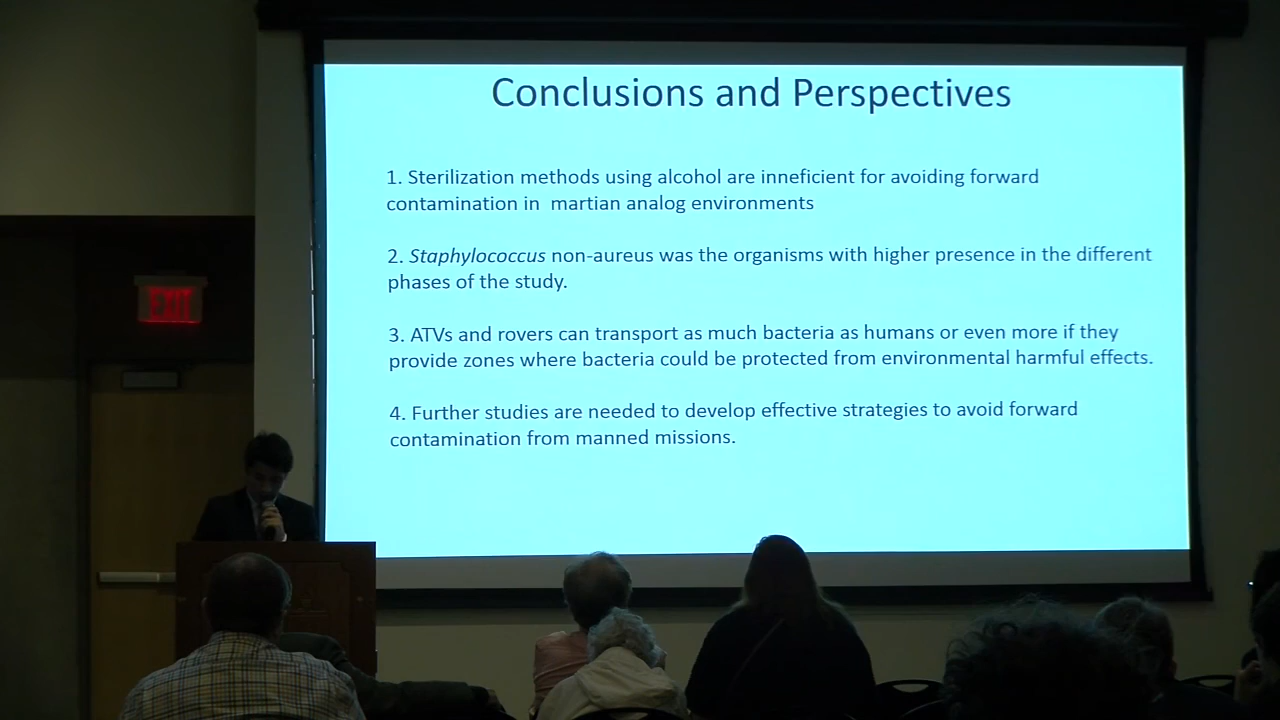 Conclusions and Perspectives
1. Sterilization methods using alcohol are inneficient for avoiding forward
contamination in martian analog environments
2. Staphylococcus non-aureus was the organisms with higher presence in the different
phases of the study.
3. ATVs and rovers can transport as much bacteria as humans or even more if they
provide zones where bacteria could be protected from environmental harmful effects.
4. Further studies are needed to develop effective strategies to avoid forward
contamination from manned missions.
EXIT